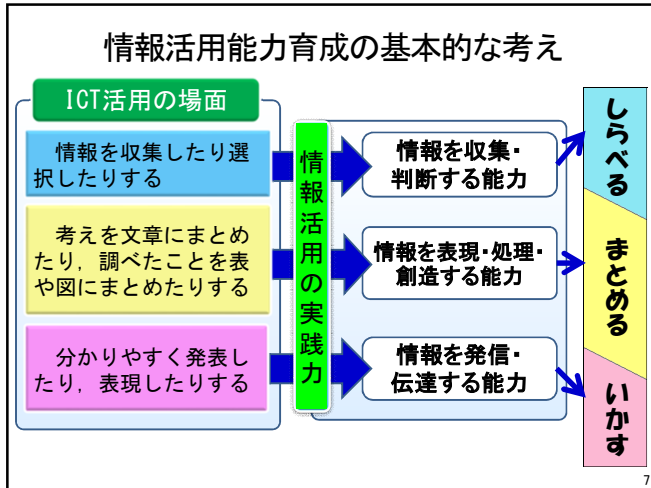 情報活用能力育成の基本的な考え
ICT活用の場面
情報を収集したり選
択したりする
考えを文章にまとめ
たり，調べたことを表
や図にまとめたりする
分かりやすく発表し
たり，表現したりする
情報活用の実践力
情報を収集・
判断する能力
情報を表現・処理・
創造する能力
情報を発信・
伝達する能力
しらべる
まとめる
いかす
7